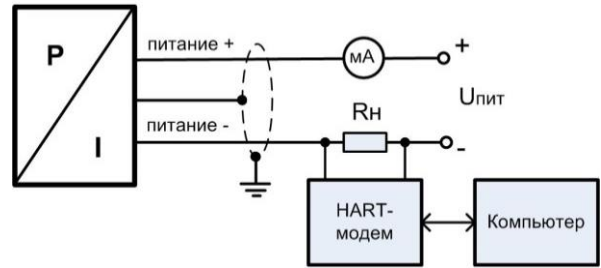 P
I
питание +
мА
+
Uпит
питание -
Rн
-
HART-
модем
Компьютер